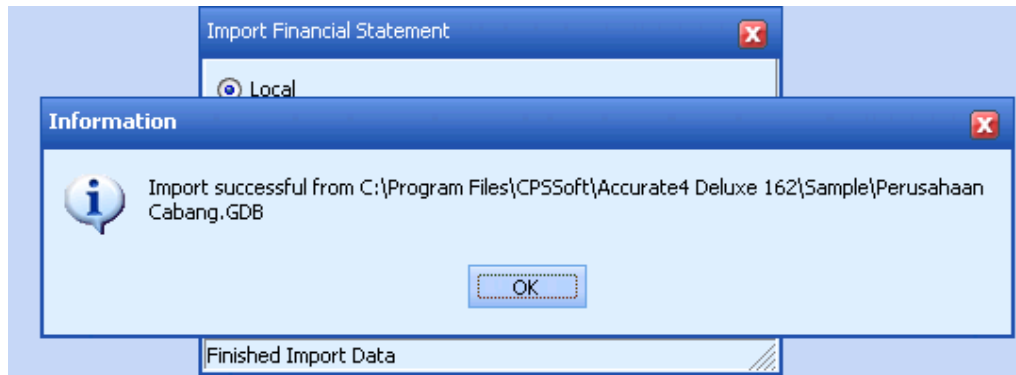 Import Financial Statement
Local
Information
Import successful from C:\Program Files\CPSSoft\Accurate4 Deluxe 162\Sample\Perusahaan
Cabang.GDB
OK
Finished Import Data